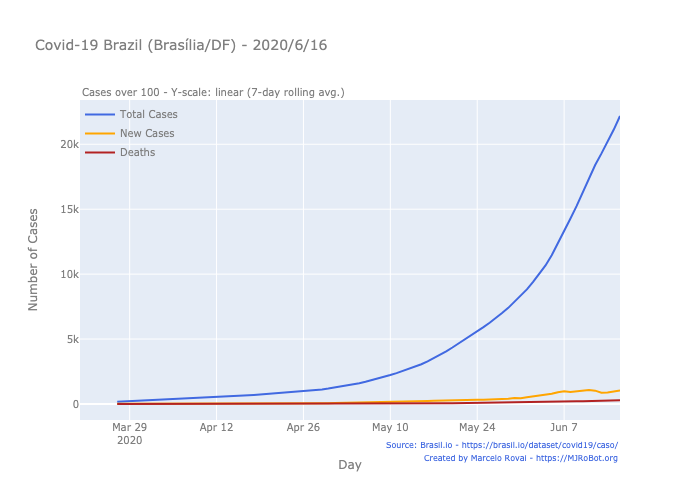 Covid-19 Brazil (Brasília/DF) - 2020/6/16
Cases over 100 - Y-scale: linear (7-day rolling avg.)
Total Cases
New Cases
Deaths
20k
15k
10k
5k
0
Number of Cases
Mar 29
2020
Apr 12
Apr 26
May 10
May 24
Jun 7
Day
Source: Brasil.io - https://brasil.io/dataset/covid19/caso/
Created by Marcelo Rovai - https://MJRoBot.org